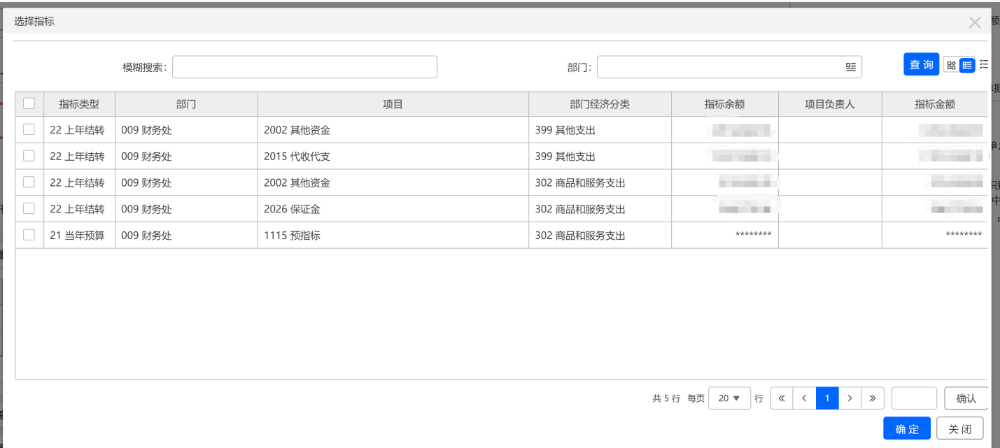 选择指标
模糊搜索: 部门: 查 询
指标类型 部门 项目 部门经济分类 指标余额 项目负责人 指标金额
22 上年结转 009 财务处 2002 其他资金 399 其他支出
22 上年结转 009 财务处 2015 代收代支 399 其他支出
22 上年结转 009 财务处 2002 其他资金 302 商品和服务支出
22 上年结转 009 财务处 2026 保证金 302 商品和服务支出
21 当年预算 009 财务处 1115 预指标 302 商品和服务支出 ******** ********
共 5 行 每页 20 行 1 确认
确 定 关 闭